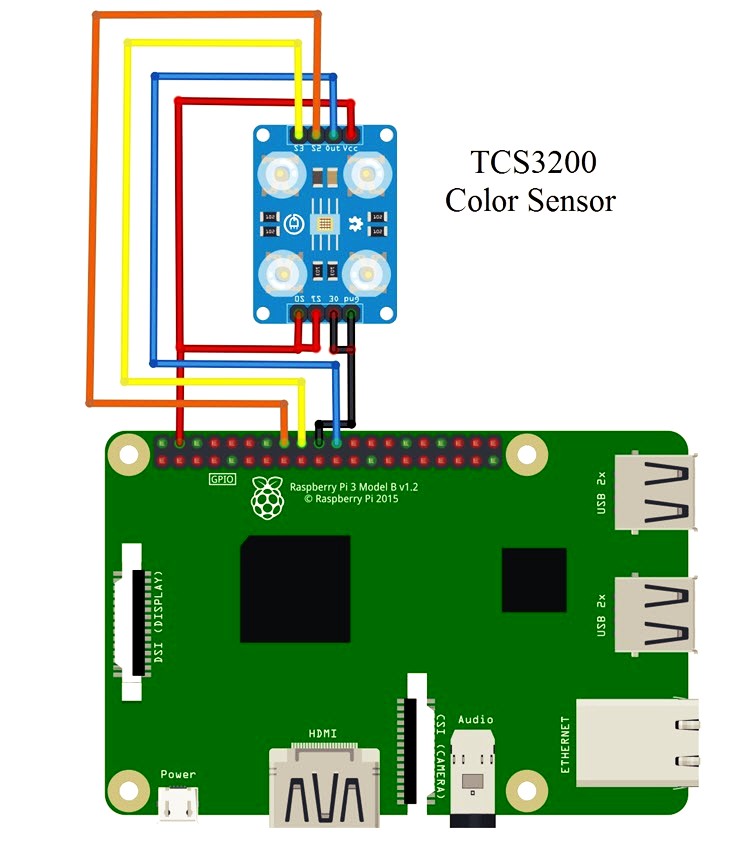 TCS3200
Color Sensor
S3 S2 Out Vcc
S0 S1 OE Gnd
GPIO
Raspberry Pi 3 Model B v1.2
© Raspberry Pi 2015
USB 2x
USB 2x
DSI (DISPLAY)
CSI (CAMERA)
HDMI
Audio
ETHERNET
Power